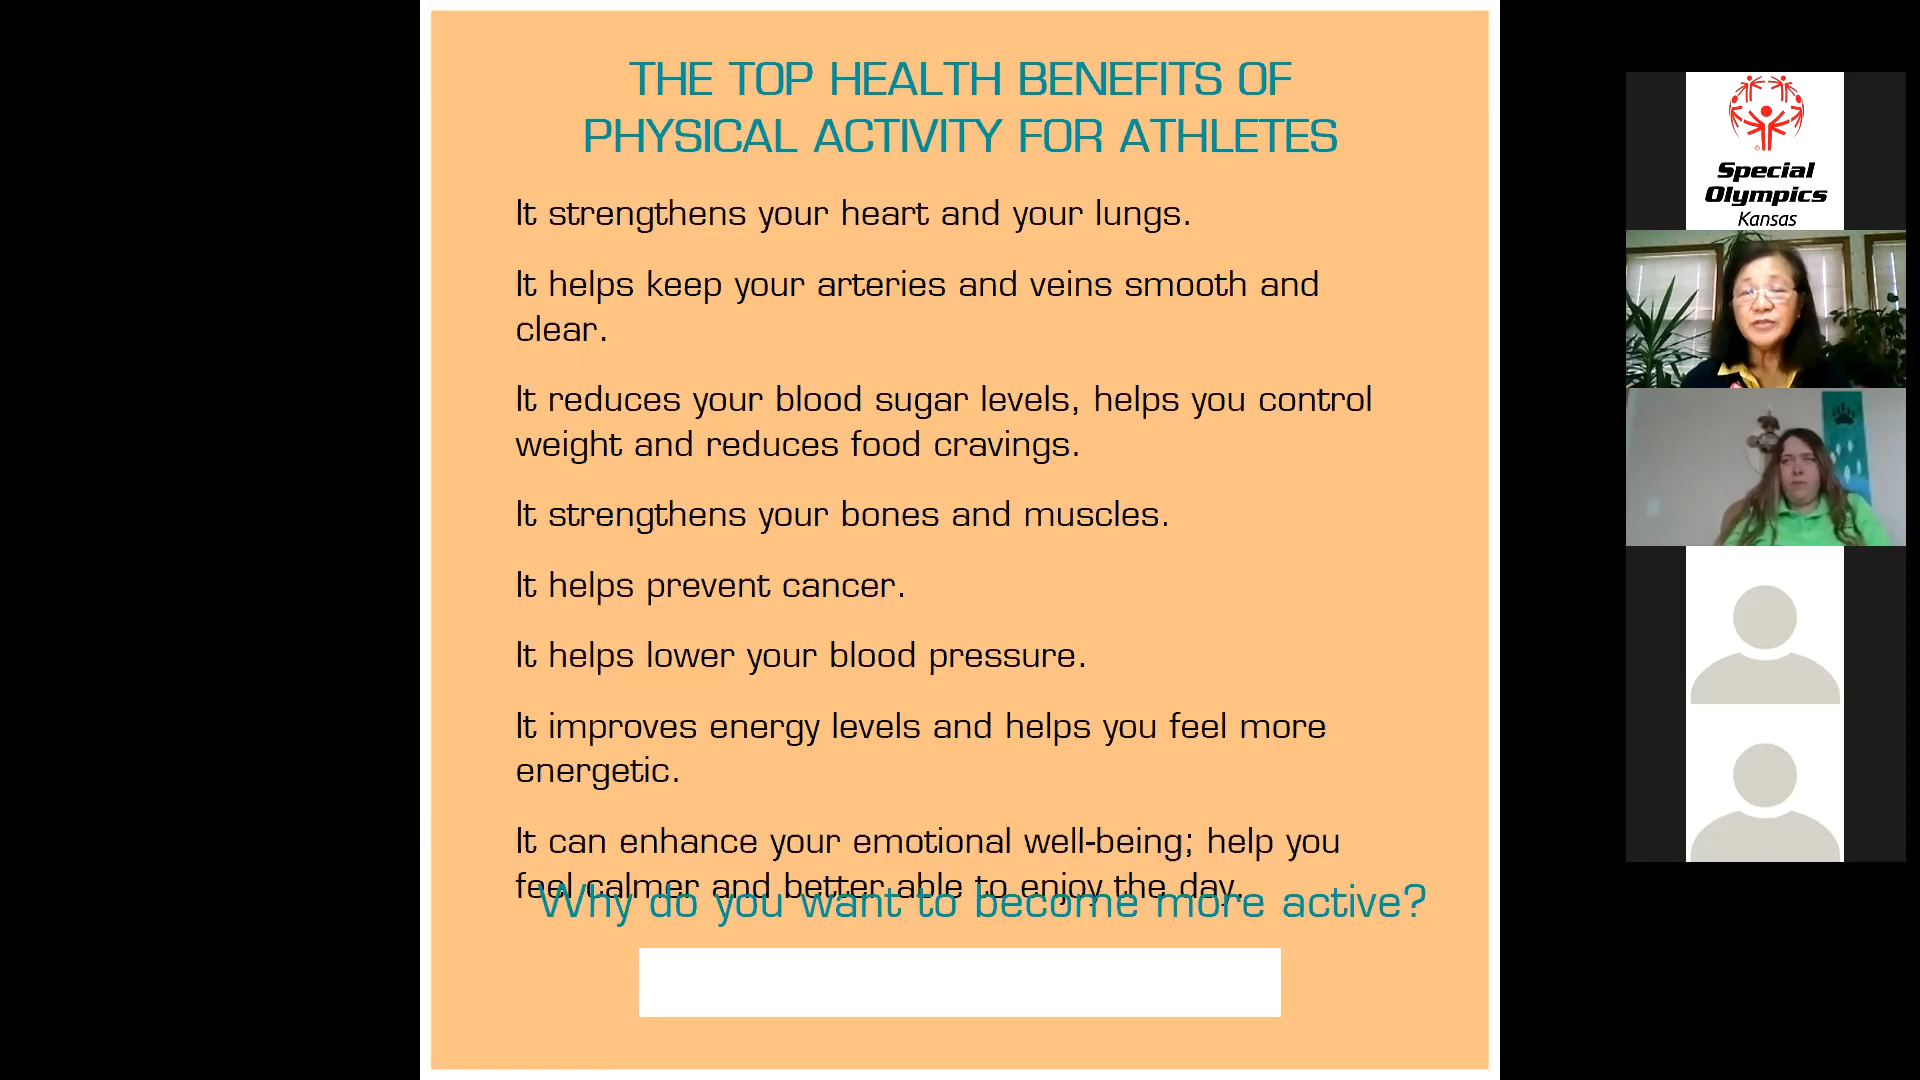 THE TOP HEALTH BENEFITS OF
PHYSICAL ACTIVITY FOR ATHLETES
It strengthens your heart and your lungs.
It helps keep your arteries and veins smooth and
clear.
It reduces your blood sugar levels, helps you control
weight and reduces food cravings.
It strengthens your bones and muscles.
It helps prevent cancer.
It helps lower your blood pressure.
It improves energy levels and helps you feel more
energetic.
It can enhance your emotional well-being; help you
feel calmer and better able to enjoy the day.
Why do you want to become more active?
Special
Olympics
Kansas